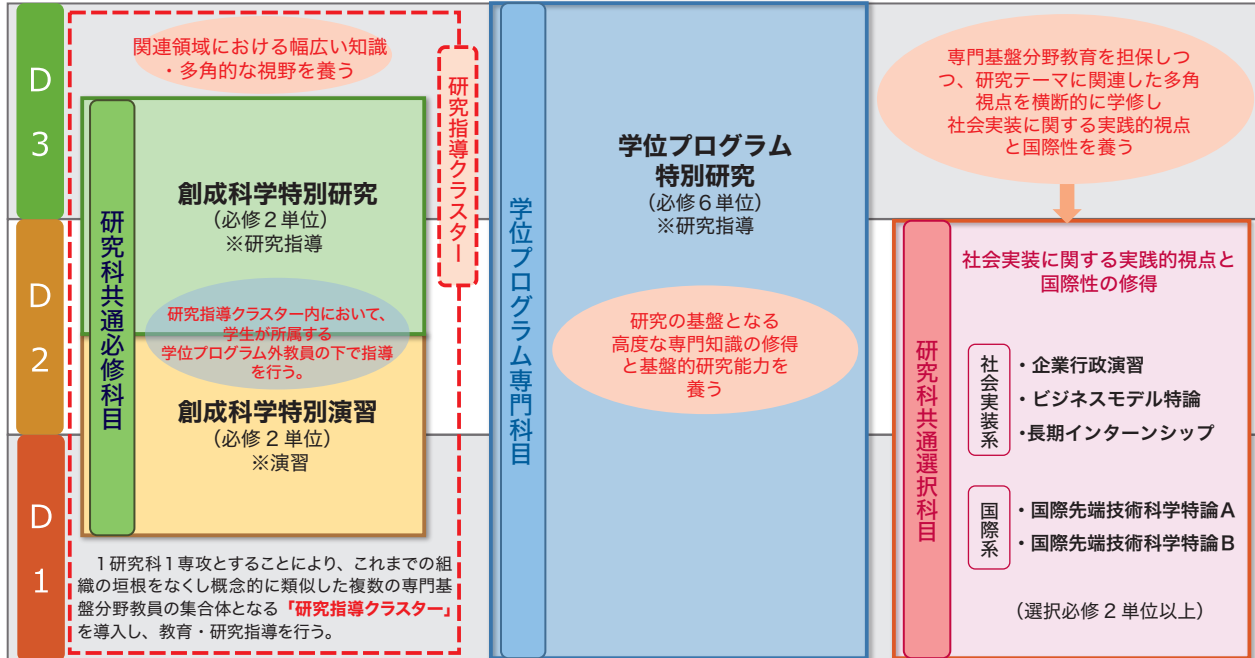 D3
D2
D1
関連領域における幅広い知識
・多角的な視野を養う
研究指導クラスター
研究科共通必修科目
創成科学特別研究
(必修2単位)
※研究指導
研究指導クラスター内において、
学生が所属する
学位プログラム外教員の下で指導
を行う。
創成科学特別演習
(必修2単位)
※演習
1研究科1専攻とすることにより、これまでの組
織の垣根をなくし概念的に類似した複数の専門基
盤分野教員の集合体となる「研究指導クラスター」
を導入し、教育・研究指導を行う。
学位プログラム専門科目
学位プログラム
特別研究
(必修6単位)
※研究指導
研究の基盤となる
高度な専門知識の修得
と基盤的研究能力を
養う
専門基盤分野教育を担保しつ
つ、研究テーマに関連した多角
視点を横断的に学修し
社会実装に関する実践的視点
と国際性を養う
研究科共通選択科目
社会実装に関する実践的視点と
国際性の修得
社会実装系
・企業行政演習
・ビジネスモデル特論
・長期インターンシップ
国際系
・国際先端技術科学特論A
・国際先端技術科学特論B
(選択必修2単位以上)